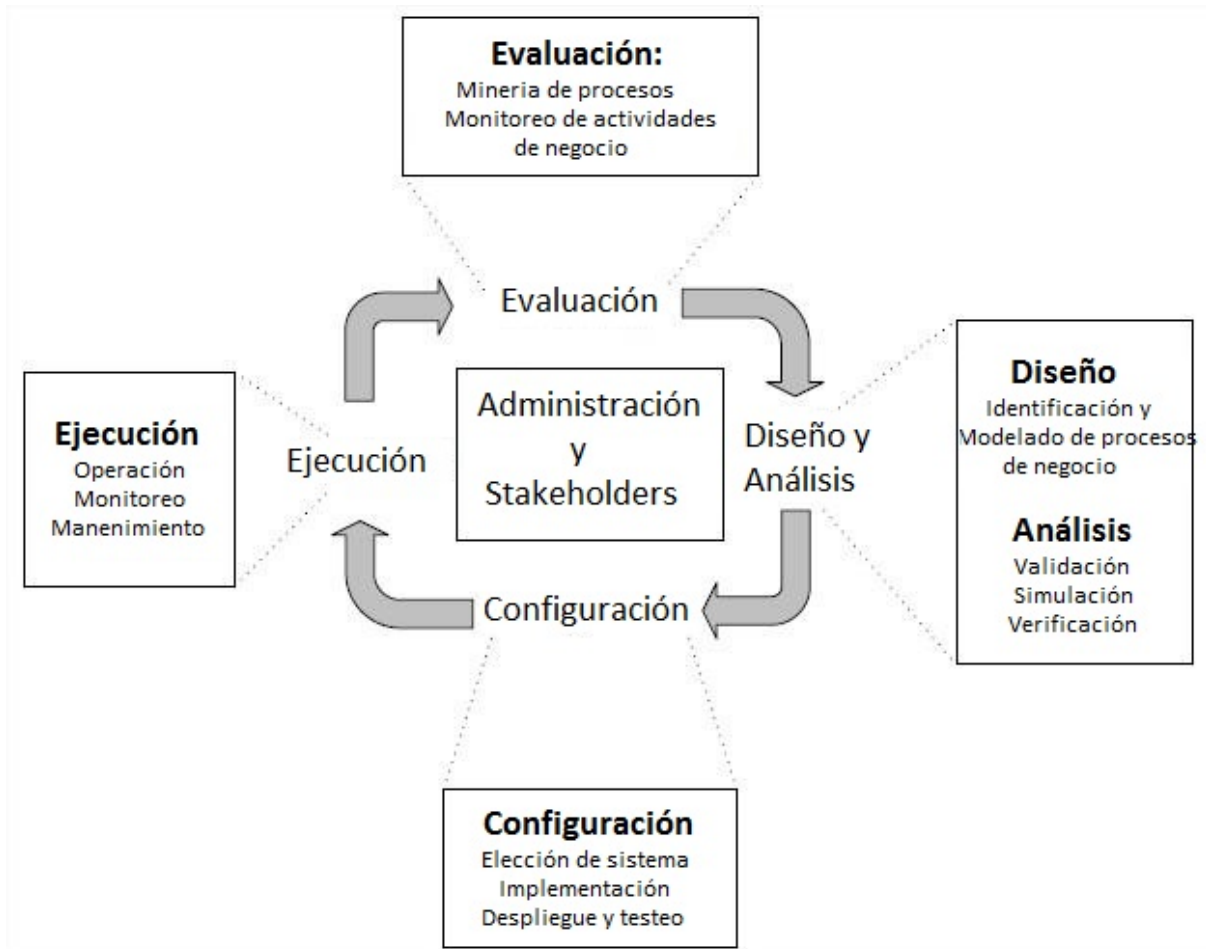 Evaluación:
Mineria de procesos
Monitoreo de actividades
de negocio
Evaluación
Ejecución
Operación
Monitoreo
Manenimiento
Ejecución
Administración
y
Stakeholders
Diseño y
Análisis
Diseño
Identificación y
Modelado de procesos
de negocio
Análisis
Validación
Simulación
Verificación
Configuración
Configuración
Elección de sistema
Implementación
Despliegue y testeo